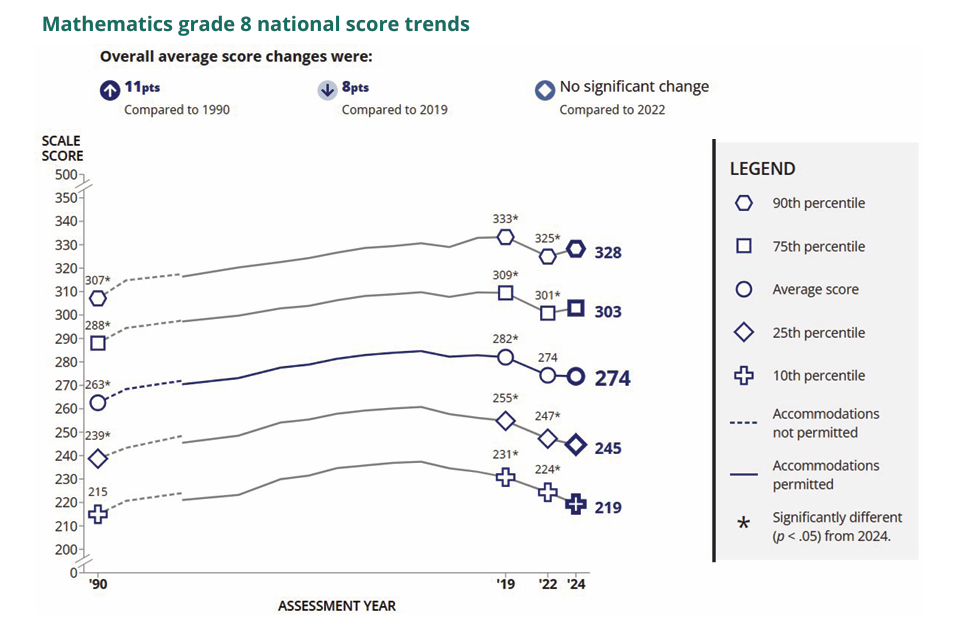 Mathematics grade 8 national score trends
Overall average score changes were:
11pts
Compared to 1990
8pts
Compared to 2019
No significant change
Compared to 2022
SCALE
SCORE
500
350
340
330
320
310
300
290
280
270
260
250
240
230
220
210
200
0
307*
333*
325*
328
288*
309*
301*
303
263*
282*
274
274
239*
255*
247*
245
215
231*
224*
219
'90
'19
'22
'24
ASSESSMENT YEAR
LEGEND
90th percentile
75th percentile
Average score
25th percentile
10th percentile
Accommodations
not permitted
Accommodations
permitted
* Significantly different
(p < .05) from 2024.